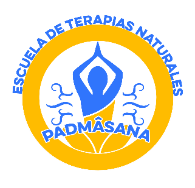 ESCUELA DE TERAPIAS NATURALES
PADMÂSANA